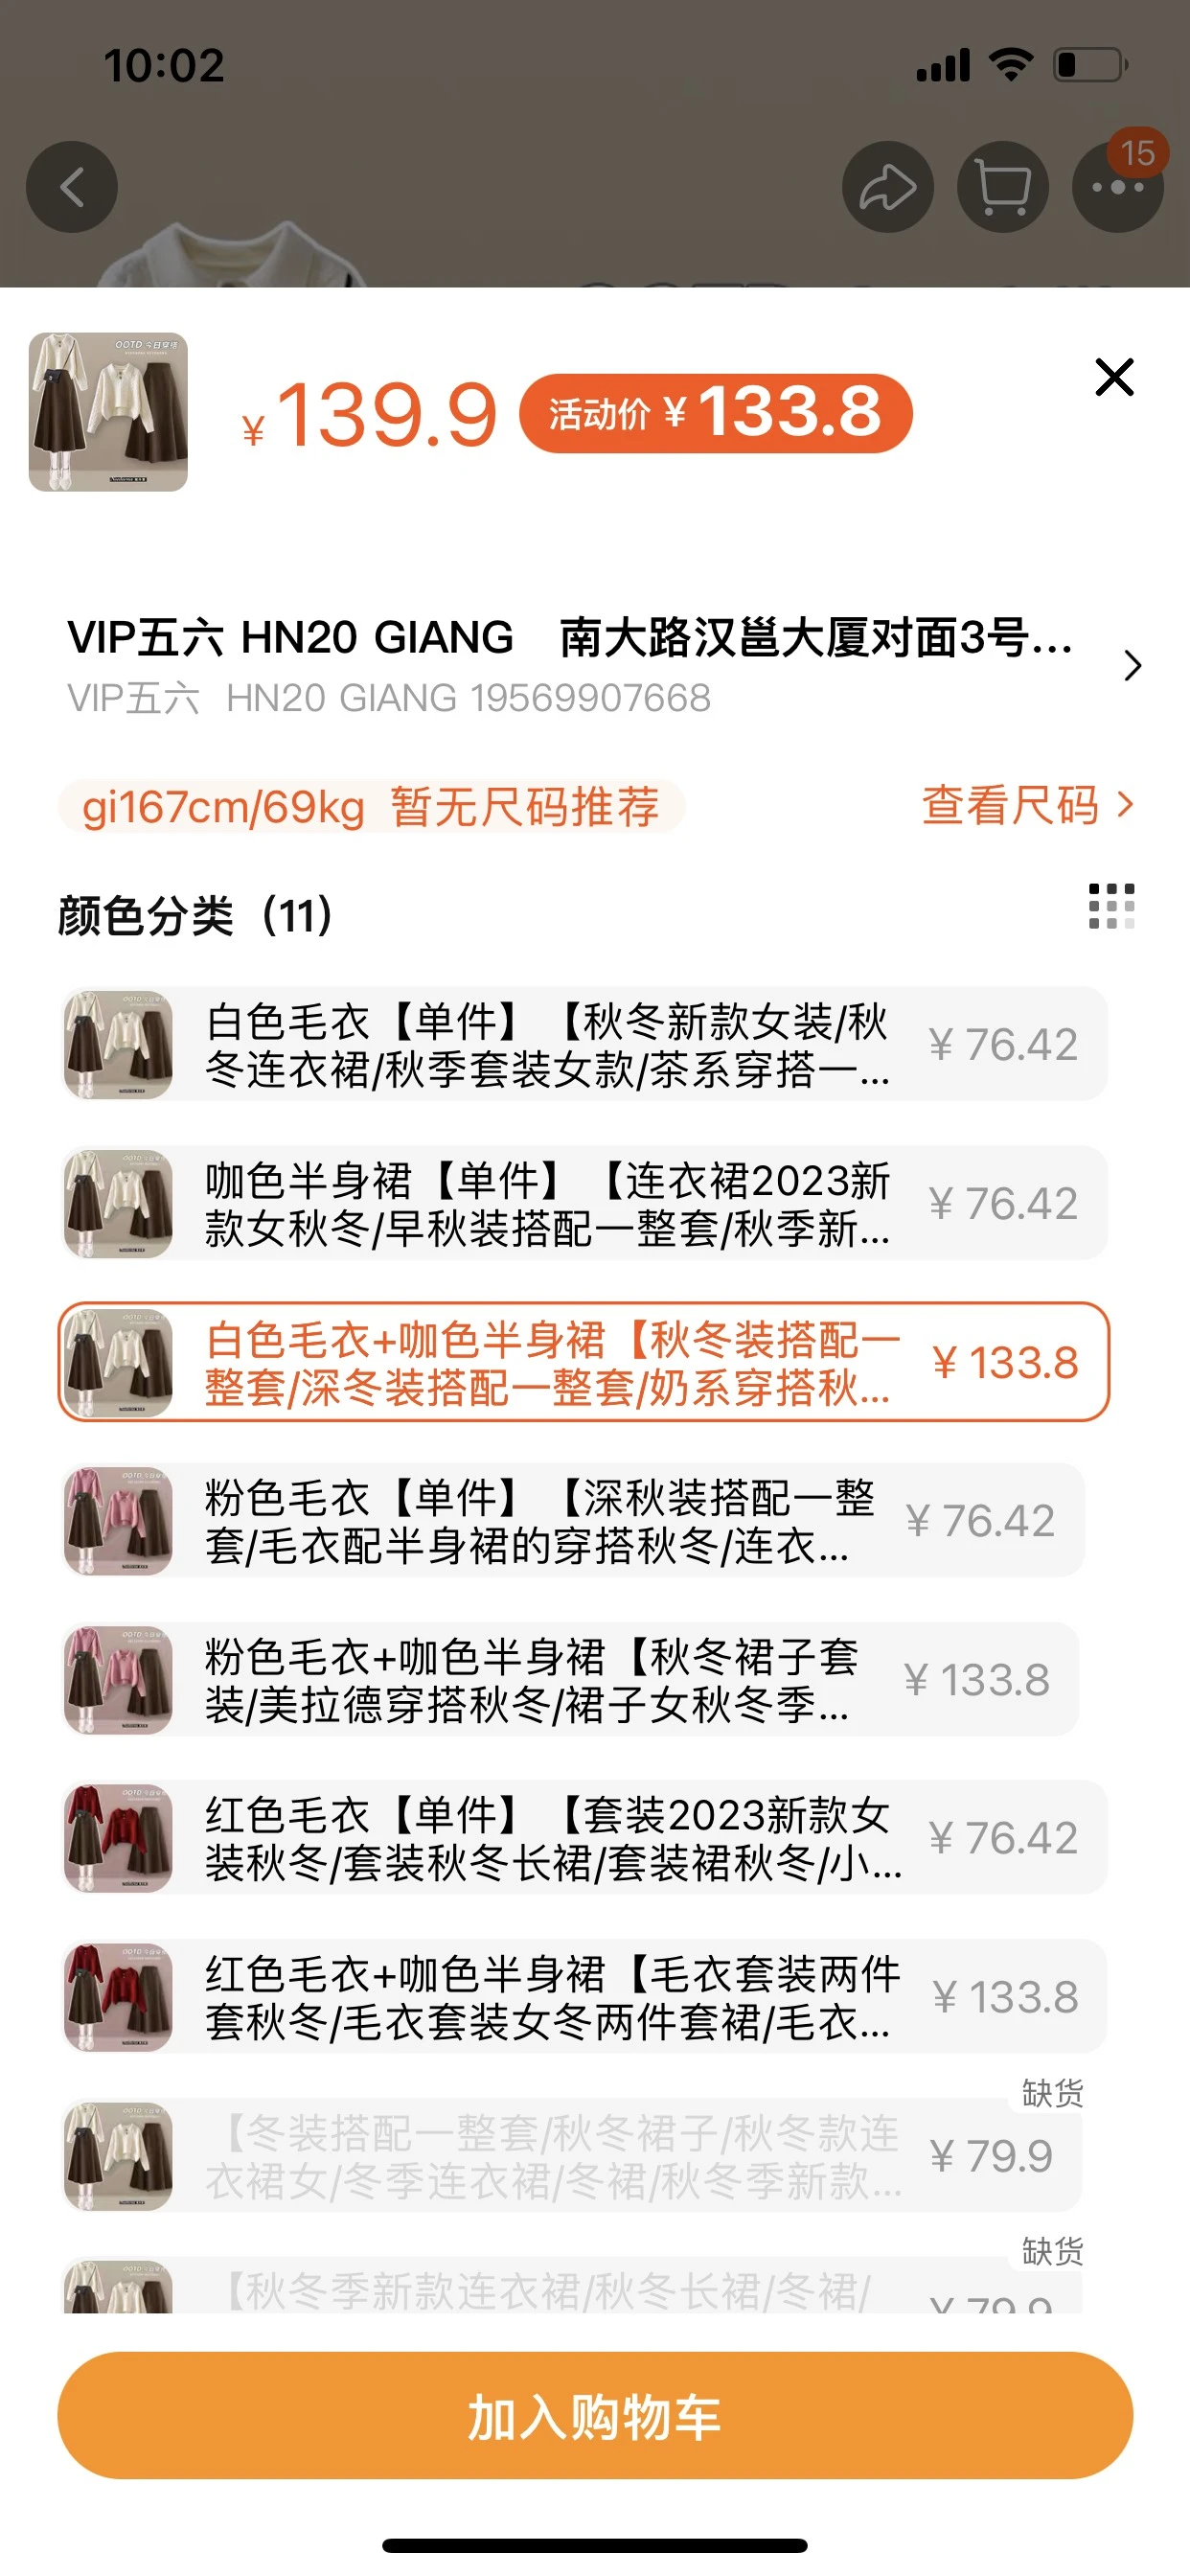 10:02
15
OOTD 今日穿搭
¥ 139.9
活动价 ¥ 133.8
VIP五六 HN20 GIANG 南大路汉邕大厦对面3号...
VIP五六 HN20 GIANG 19569907668
gi167cm/69kg 暂无尺码推荐
查看尺码
颜色分类（11）
白色毛衣【单件】【秋冬新款女装/秋
冬连衣裙/秋季套装女款/茶系穿搭一...
¥ 76.42
咖色半身裙【单件】【连衣裙2023新
款女秋冬/早秋装搭配一整套/秋季新...
¥ 76.42
白色毛衣+咖色半身裙【秋冬装搭配一
整套/深冬装搭配一整套/奶系穿搭秋...
¥ 133.8
粉色毛衣【单件】【深秋装搭配一整
套/毛衣配半身裙的穿搭秋冬/连衣...
¥ 76.42
粉色毛衣+咖色半身裙【秋冬裙子套
装/美拉德穿搭秋冬/裙子女秋冬季...
¥ 133.8
红色毛衣【单件】【套装2023新款女
装秋冬/套装秋冬长裙/套装裙秋冬/小...
¥ 76.42
红色毛衣+咖色半身裙【毛衣套装两件
套秋冬/毛衣套装女冬两件套裙/毛衣...
¥ 133.8
缺货
【冬装搭配一整套/秋冬裙子/秋冬款连
衣裙女/冬季连衣裙/冬裙/秋冬季新款...
¥ 79.9
缺货
【秋冬季新款连衣裙/秋冬长裙/冬裙/
¥ 79.9
加入购物车